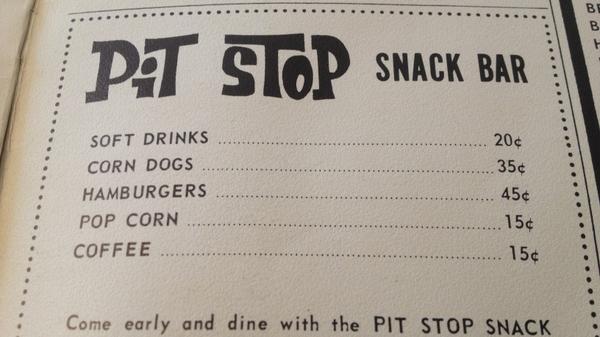 PiT STOP SNACK BAR
SOFT DRINKS ........................ 20¢
CORN DOGS ........................ 35¢
HAMBURGERS ........................ 45¢
POP CORN ........................ 15¢
COFFEE ........................ 15¢
Come early and dine with the PIT STOP SNACK